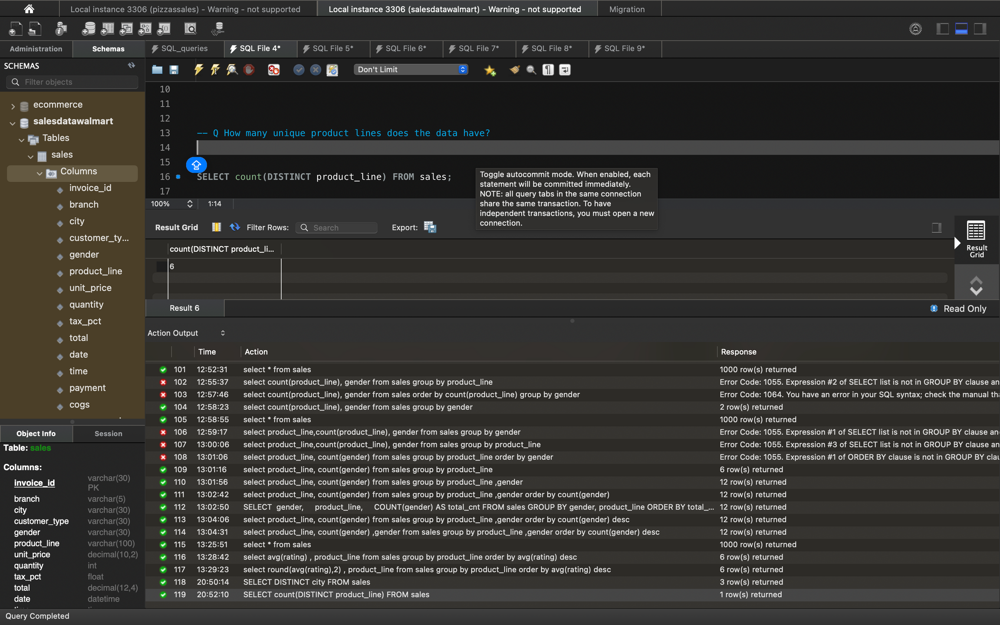 Local instance 3306 (pizzassales) - Warning - not supported
Local instance 3306 (salesdatawalmart) - Warning - not supported
Migration
Administration
Schemas
SQL_queries
SQL File 4*
SQL File 5*
SQL File 6*
SQL File 7*
SQL File 8*
SQL File 9*
SCHEMAS
Filter objects
Don't Limit
ecommerce
salesdatawalmart
Tables
sales
Columns
invoice_id
branch
city
customer_ty...
gender
product_line
unit_price
quantity
tax_pct
total
date
time
payment
cogs
10
11
12
13 -- Q How many unique product lines does the data have?
14
15
16 SELECT count(DISTINCT product_line) FROM sales;
17
Toggle autocommit mode. When enabled, each
statement will be committed immediately.
NOTE: all query tabs in the same connection
share the same transaction. To have
independent transactions, you must open a new
connection.
100%
1:14
Result Grid
Filter Rows:
Search
Export:
Result
Grid
count(DISTINCT product_li...
6
Result 6
Read Only
Action Output
Time Action Response
101 12:52:31 select * from sales 1000 row(s) returned
102 12:55:37 select count(product_line), gender from sales group by product_line Error Code: 1055. Expression #2 of SELECT list is not in GROUP BY clause an
103 12:57:46 select count(product_line), gender from sales order by count(product_line) group by gender Error Code: 1064. You have an error in your SQL syntax; check the manual th
104 12:58:23 select count(product_line), gender from sales group by gender 2 row(s) returned
105 12:58:55 select * from sales 1000 row(s) returned
106 12:59:17 select product_line,count(product_line), gender from sales group by gender Error Code: 1055. Expression #1 of SELECT list is not in GROUP BY clause an
107 13:00:06 select product_line,count(product_line), gender from sales group by product_line Error Code: 1055. Expression #3 of SELECT list is not in GROUP BY clause an
108 13:01:06 select product_line, count(gender) from sales group by product_line order by gender Error Code: 1055. Expression #1 of ORDER BY clause is not in GROUP BY clau
109 13:01:16 select product_line, count(gender) from sales group by product_line 6 row(s) returned
110 13:01:56 select product_line, count(gender) from sales group by product_line ,gender 12 row(s) returned
111 13:02:42 select product_line, count(gender) from sales group by product_line ,gender order by count(gender) 12 row(s) returned
112 13:02:50 SELECT gender, product_line, COUNT(gender) AS total_cnt FROM sales GROUP BY gender, product_line ORDER BY total_... 12 row(s) returned
113 13:04:06 select product_line, count(gender) from sales group by product_line ,gender order by count(gender) desc 12 row(s) returned
114 13:04:31 select product_line, count(gender) ,gender from sales group by product_line ,gender order by count(gender) desc 12 row(s) returned
115 13:25:51 select * from sales 1000 row(s) returned
116 13:28:42 select avg(rating) , product_line from sales group by product_line order by avg(rating) desc 6 row(s) returned
117 13:29:23 select round(avg(rating),2) , product_line from sales group by product_line order by avg(rating) desc 6 row(s) returned
118 20:50:14 SELECT DISTINCT city FROM sales 3 row(s) returned
119 20:52:10 SELECT count(DISTINCT product_line) FROM sales 1 row(s) returned
Object Info
Session
Table: sales
Columns:
invoice_id varchar(30)
PK
branch varchar(5)
city varchar(30)
customer_type varchar(30)
gender varchar(30)
product_line varchar(100)
unit_price decimal(10,2)
quantity int
tax_pct float
total decimal(12,4)
date datetime
Query Completed